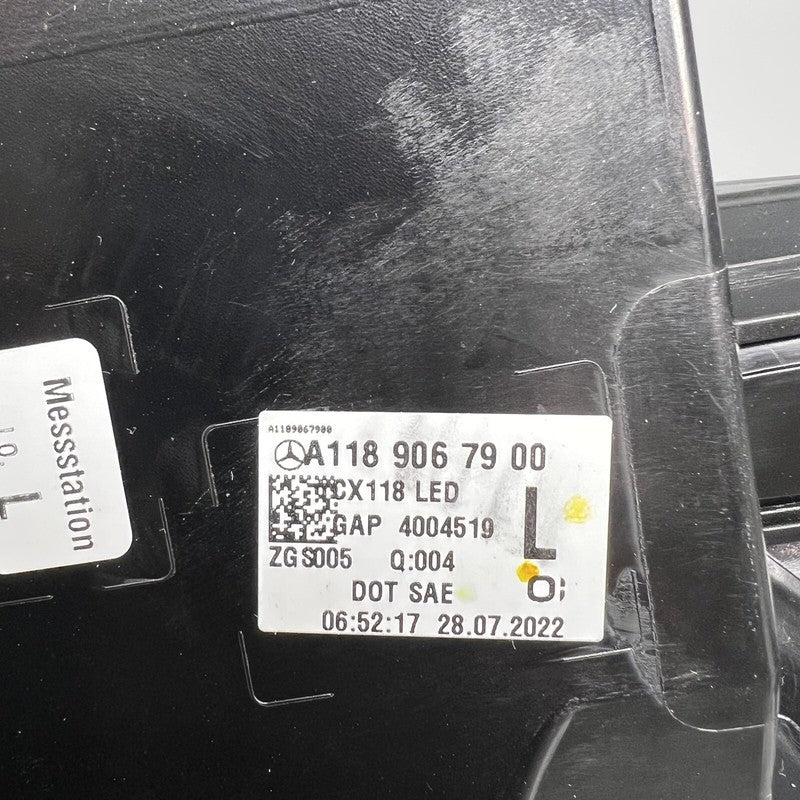 Messstation
L
A1189067900
A118 906 79 00
CX118 LED
GAP 4004519
L
ZGS005 Q:004
DOT SAE
06:52:17 28.07.2022